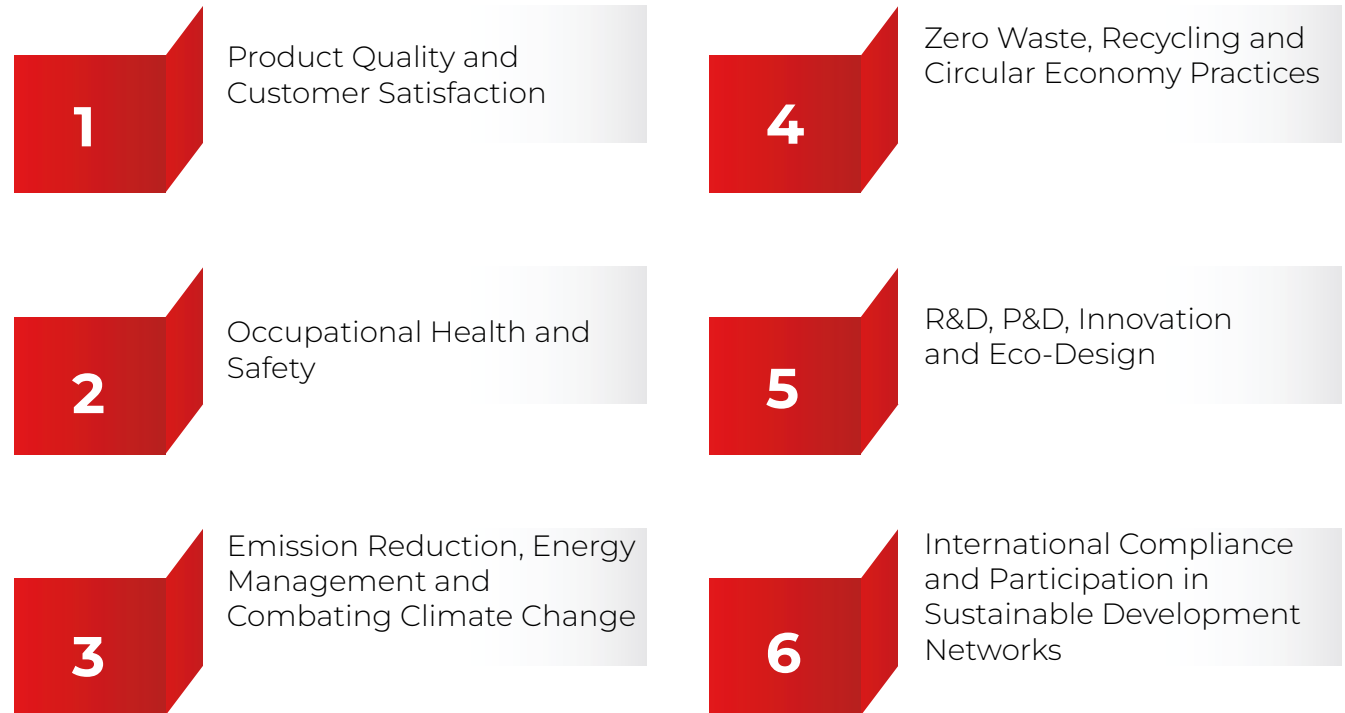 1
Product Quality and
Customer Satisfaction
2
Occupational Health and
Safety
3
Emission Reduction, Energy
Management and
Combating Climate Change
4
Zero Waste, Recycling and
Circular Economy Practices
5
R&D, P&D, Innovation
and Eco-Design
6
International Compliance
and Participation in
Sustainable Development
Networks